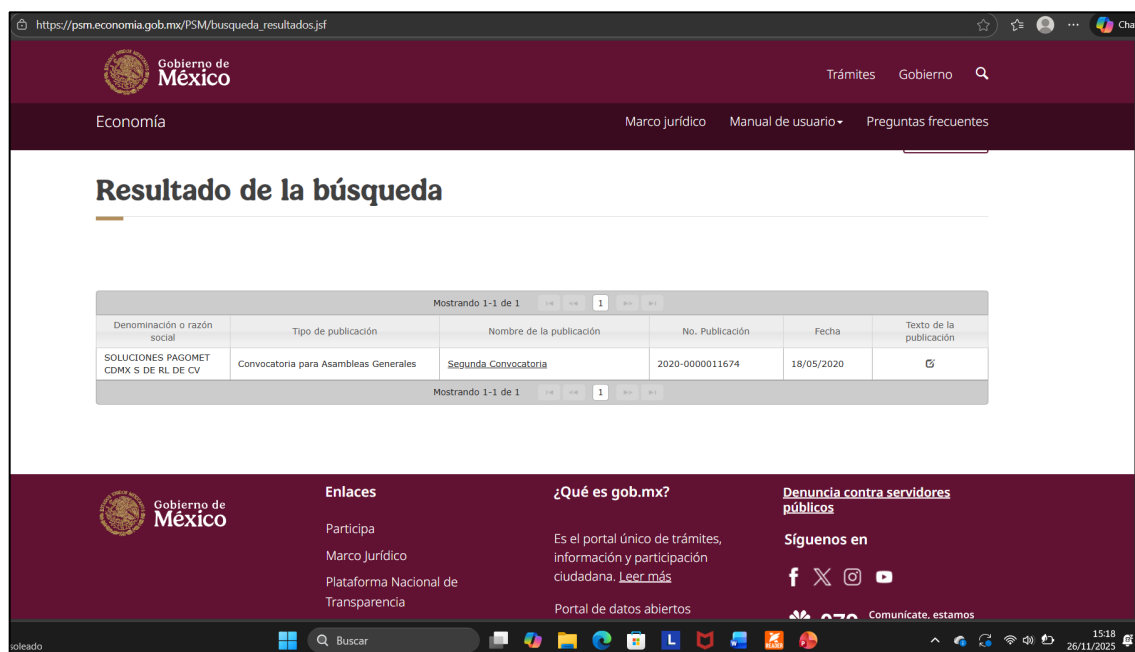 https://psm.economia.gob.mx/PSM/busqueda_resultados.jsf
Cha
Gobierno de
México
Trámites Gobierno
Economía
Marco jurídico Manual de usuario Preguntas frecuentes
Resultado de la búsqueda
Mostrando 1-1 de 1 1
Denominación o razón social Tipo de publicación Nombre de la publicación No. Publicación Fecha Texto de la publicación
SOLUCIONES PAGOMET CDMX S DE RL DE CV Convocatoria para Asambleas Generales Segunda Convocatoria 2020-0000011674 18/05/2020
Mostrando 1-1 de 1 1
Gobierno de
México
Enlaces
Participa
Marco Jurídico
Plataforma Nacional de
Transparencia
¿Qué es gob.mx?
Es el portal único de trámites,
información y participación
ciudadana. Leer más
Portal de datos abiertos
Denuncia contra servidores
públicos
Síguenos en
Comunícate, estamos
soleado
Buscar
15:18
26/11/2025